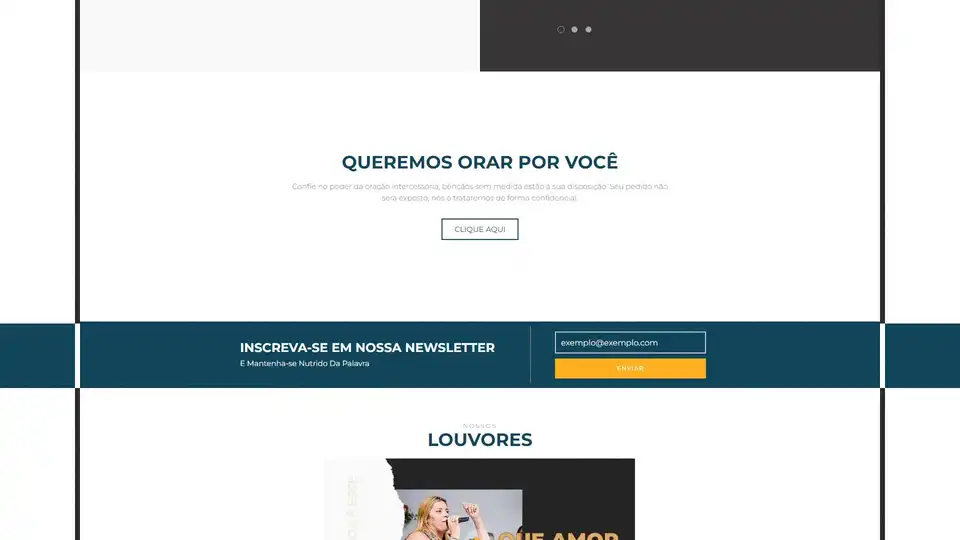 QUEREMOS ORAR POR VOCÊ
Confie no poder da oração intercessória, bênçãos sem medida estão à sua disposição. Seu pedido não
será exposto, nós o trataremos de forma confidencial.
CLIQUE AQUI
INSCREVA-SE EM NOSSA NEWSLETTER
E Mantenha-se Nutrido Da Palavra
exemplo@exemplo.com
ENVIAR
NOSSOS
LOUVORES
QUE AMOR